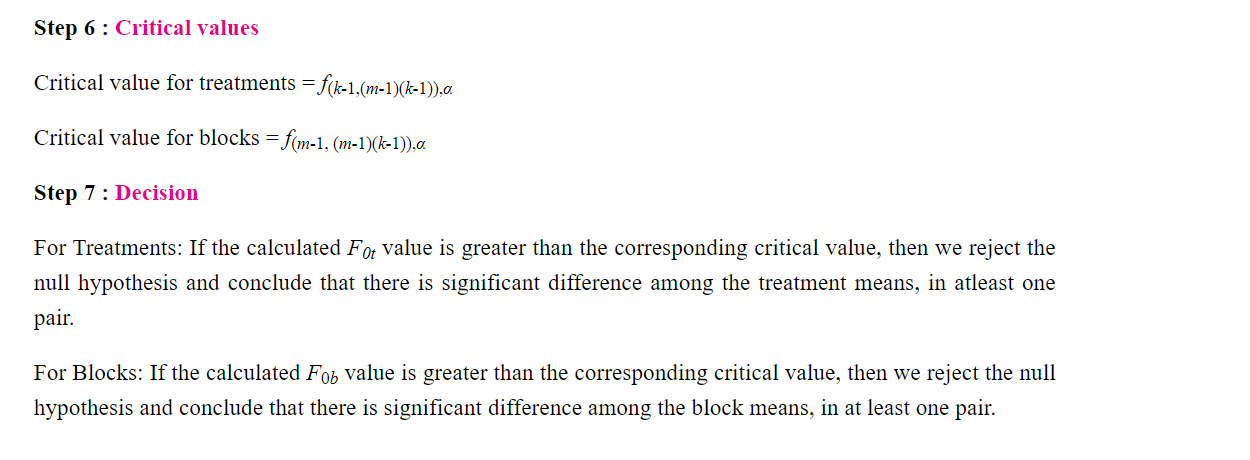 Step 6 : Critical values
Critical value for treatments = f(k-1,(m-1)(k-1)),α
Critical value for blocks = f(m-1, (m-1)(k-1)),α
Step 7 : Decision
For Treatments: If the calculated F0t value is greater than the corresponding critical value, then we reject the
null hypothesis and conclude that there is significant difference among the treatment means, in atleast one
pair.
For Blocks: If the calculated F0b value is greater than the corresponding critical value, then we reject the null
hypothesis and conclude that there is significant difference among the block means, in at least one pair.